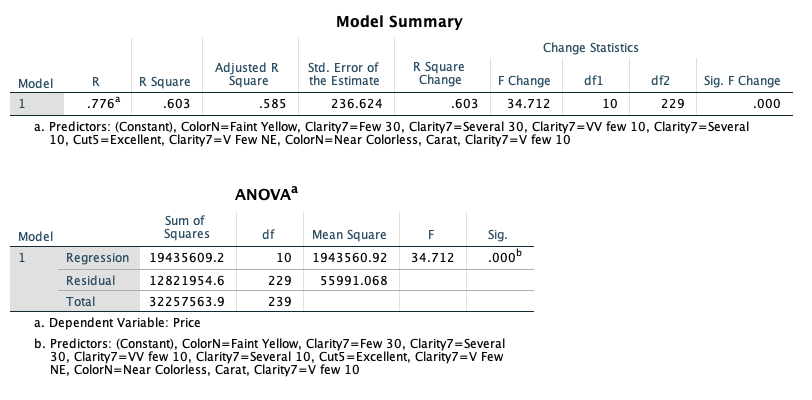 Model Summary
Change Statistics
Model R R Square Adjusted R Square Std. Error of the Estimate R Square Change F Change df1 df2 Sig. F Change
1 .776a .603 .585 236.624 .603 34.712 10 229 .000
a. Predictors: (Constant), ColorN=Faint Yellow, Clarity7=Few 30, Clarity7=Several 30, Clarity7=VV few 10, Clarity7=Several
10, Cut5=Excellent, Clarity7=V Few NE, ColorN=Near Colorless, Carat, Clarity7=V few 10
ANOVAa
Model Sum of Squares df Mean Square F Sig.
1 Regression 19435609.2 10 1943560.92 34.712 .000b
Residual 12821954.6 229 55991.068
Total 32257563.9 239
a. Dependent Variable: Price
b. Predictors: (Constant), ColorN=Faint Yellow, Clarity7=Few 30, Clarity7=Several
30, Clarity7=VV few 10, Clarity7=Several 10, Cut5=Excellent, Clarity7=V Few
NE, ColorN=Near Colorless, Carat, Clarity7=V few 10